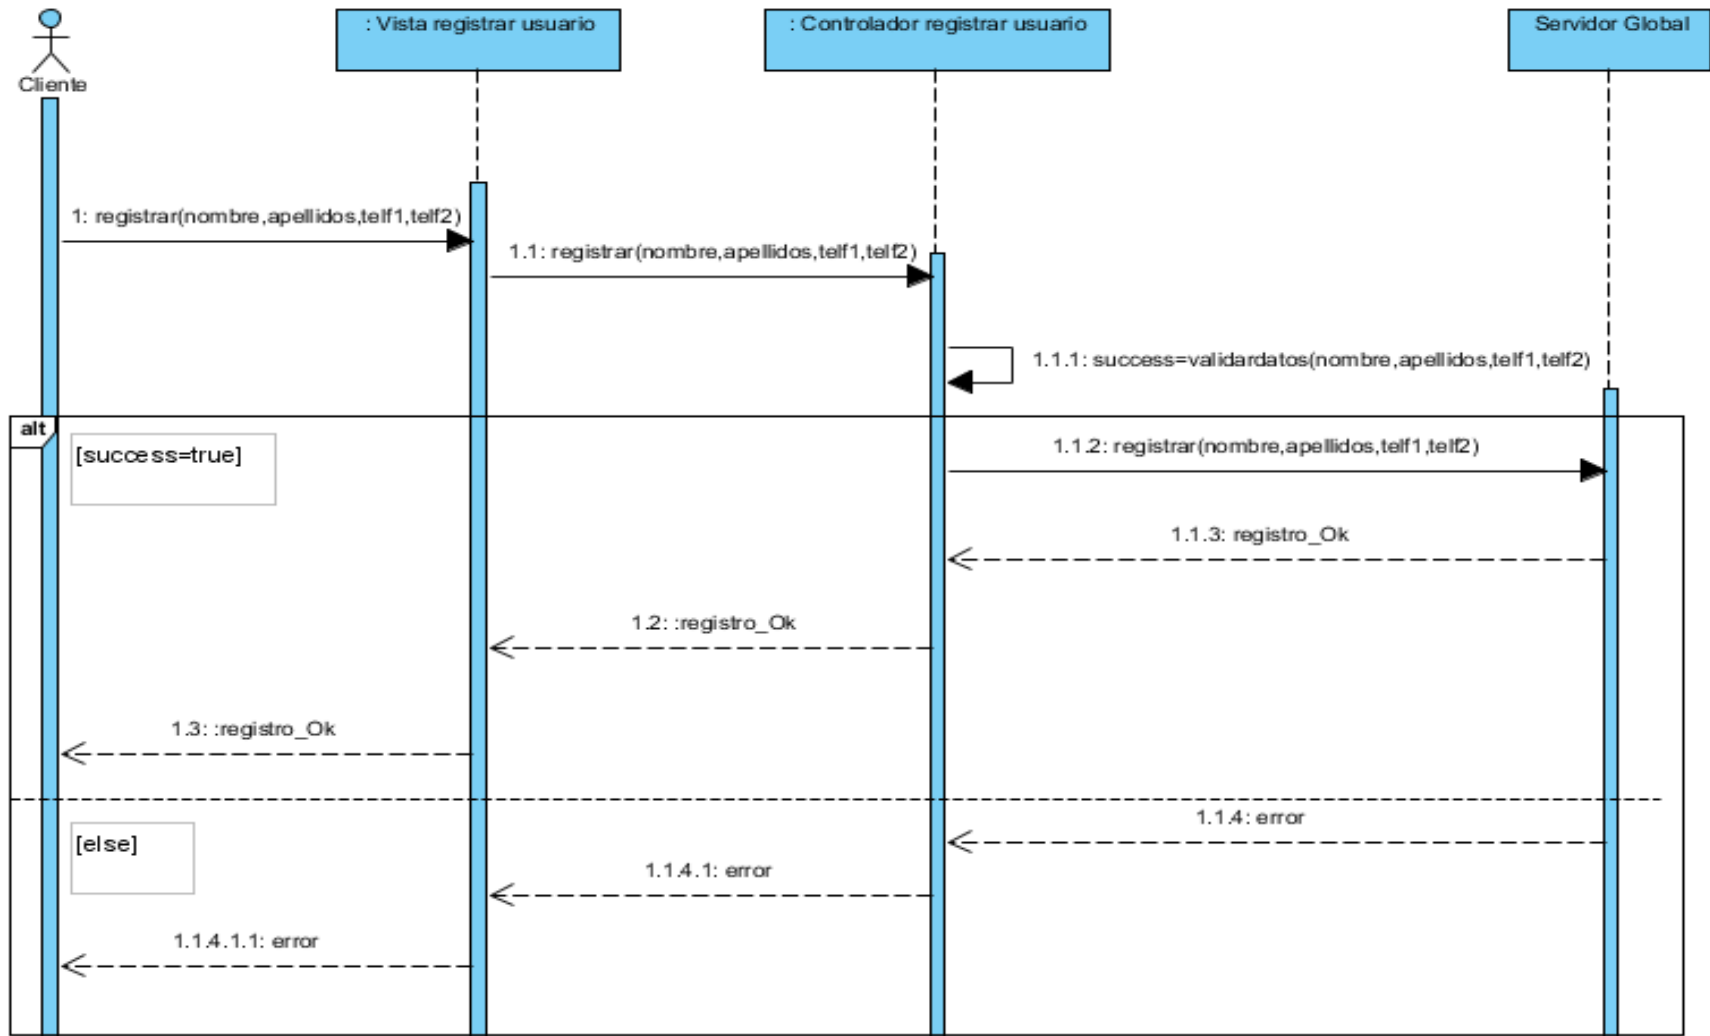 : Vista registrar usuario
: Controlador registrar usuario
Servidor Global
Cliente
1: registrar(nombre,apellidos,telf1,telf2)
1.1: registrar(nombre,apellidos,telf1,telf2)
1.1.1: success=validardatos(nombre,apellidos,telf1,telf2)
alt
[success=true]
1.1.2: registrar(nombre,apellidos,telf1,telf2)
1.1.3: registro_Ok
1.2: :registro_Ok
1.3: :registro_Ok
1.1.4: error
[else]
1.1.4.1: error
1.1.4.1.1: error